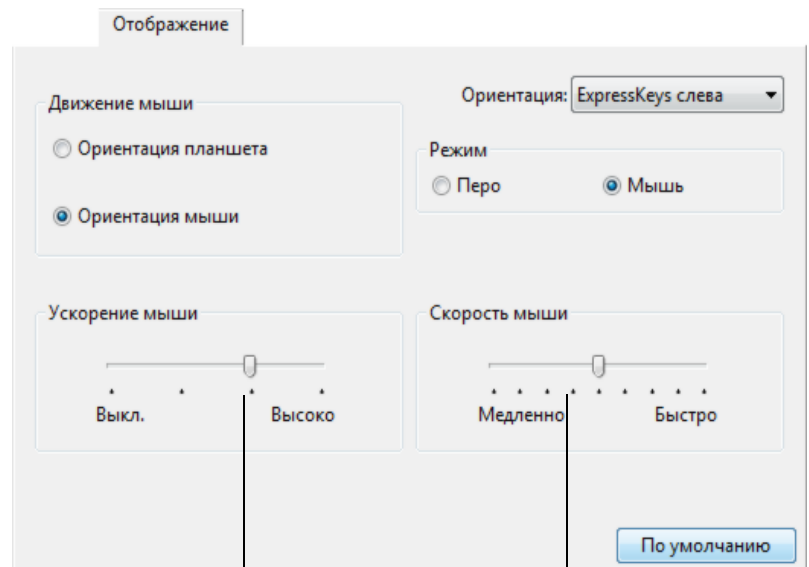 Отображение
Движение мыши
Ориентация: ExpressKeys слева
Ориентация планшета
Ориентация мыши
Режим
Перо Мышь
Ускорение мыши
Выкл. Высоко
Скорость мыши
Медленно Быстро
По умолчанию